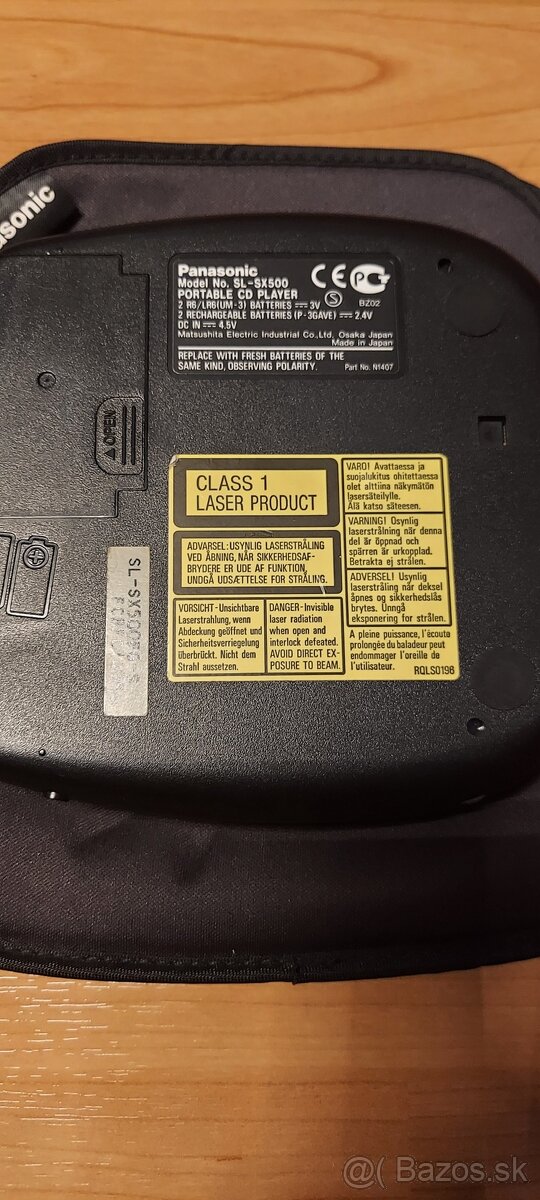 asonic
Panasonic
Model No. SL-SX500
PORTABLE CD PLAYER
2 R6/LR6(UM-3) BATTERIES ⎓ 3V
2 RECHARGEABLE BATTERIES (P-3GAVE) ⎓ 2.4V
DC IN ⎓ 4.5V
Matsushita Electric Industrial Co.,Ltd. Osaka Japan
Made in Japan
CE
S BZ02
REPLACE WITH FRESH BATTERIES OF THE
SAME KIND, OBSERVING POLARITY.
Part No. N1407
OPEN
CLASS 1
LASER PRODUCT
ADVARSEL:USYNLIG LASERSTRÅLING
VED ÅBNING, NÅR SIKKERHEDSAF-
BRYDERE ER UDE AF FUNKTION.
UNDGÅ UDSÆTTELSE FOR STRÅLING.
VORSICHT-Unsichtbare
Laserstrahlung, wenn
Abdeckung geöffnet und
Sicherheitsverriegelung
überbrückt. Nicht dem
Strahl aussetzen.
DANGER-Invisible
laser radiation
when open and
interlock defeated.
AVOID DIRECT EX-
POSURE TO BEAM.
VARO! Avattaessa ja
suojalukitus ohitettaessa
olet alttiina näkymätön
lasersäteilylle.
Älä katso säteeseen.
VARNING! Osynlig
laserstrålning när denna
del är öppnad och
spärren är urkopplad.
Betrakta ej strålen.
ADVERSEL! Usynlig
laserstråling når deksel
åpnes og sikkerhedslås
brytes. Unngå
eksponering for strålen.
A pleine puissance, l'écoute
prolongée du baladeur peut
endommager l'oreille de
l'utilisateur.
RQLS0198
@( Bazos.sk